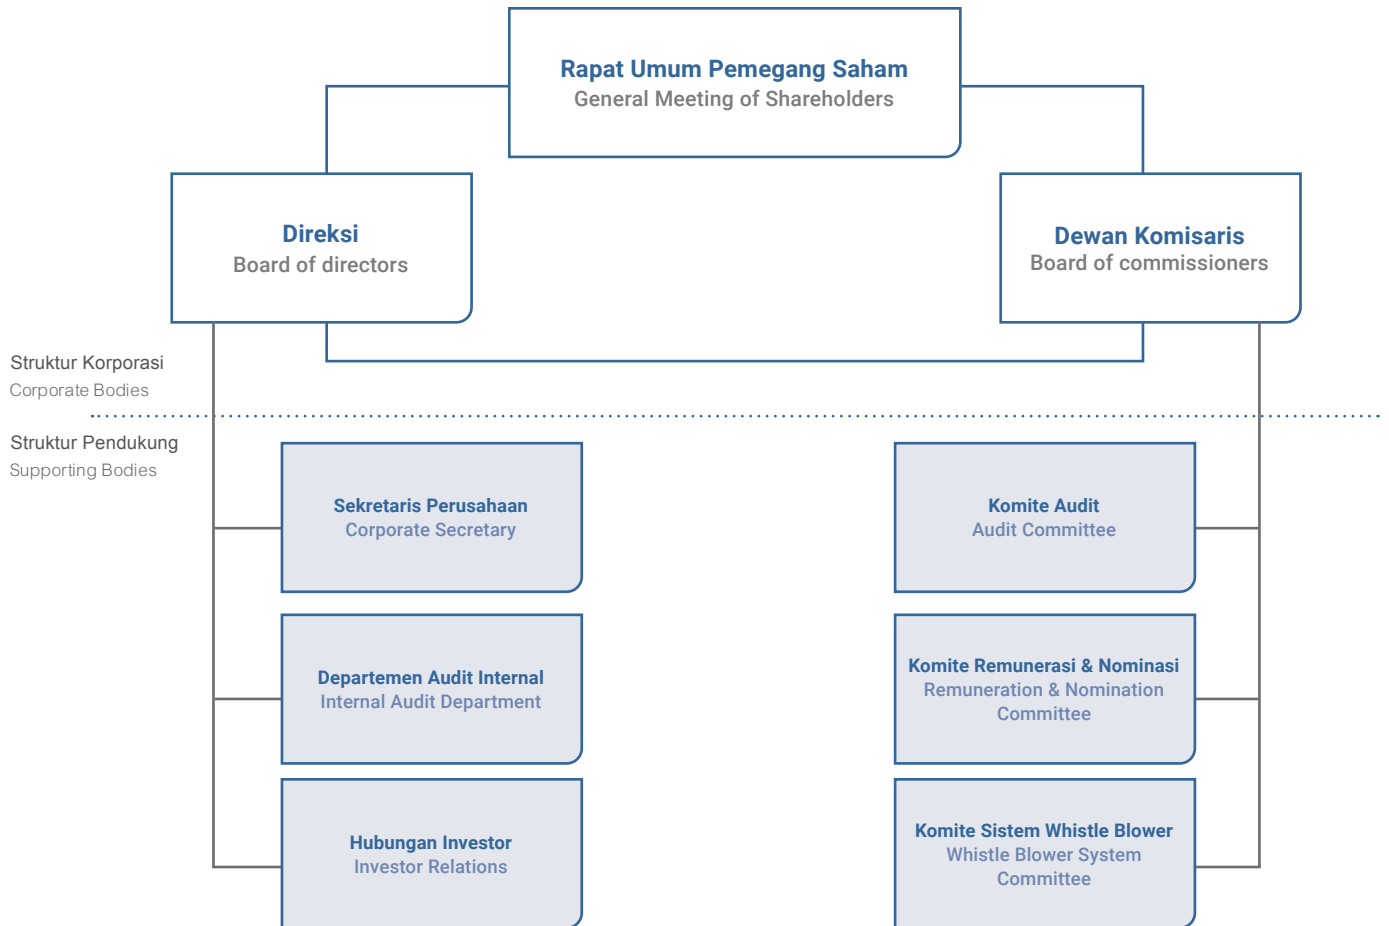 Rapat Umum Pemegang Saham
General Meeting of Shareholders
Direksi
Board of directors
Dewan Komisaris
Board of commissioners
Struktur Korporasi
Corporate Bodies
Struktur Pendukung
Supporting Bodies
Sekretaris Perusahaan
Corporate Secretary
Komite Audit
Audit Committee
Departemen Audit Internal
Internal Audit Department
Komite Remunerasi & Nominasi
Remuneration & Nomination
Committee
Hubungan Investor
Investor Relations
Komite Sistem Whistle Blower
Whistle Blower System
Committee